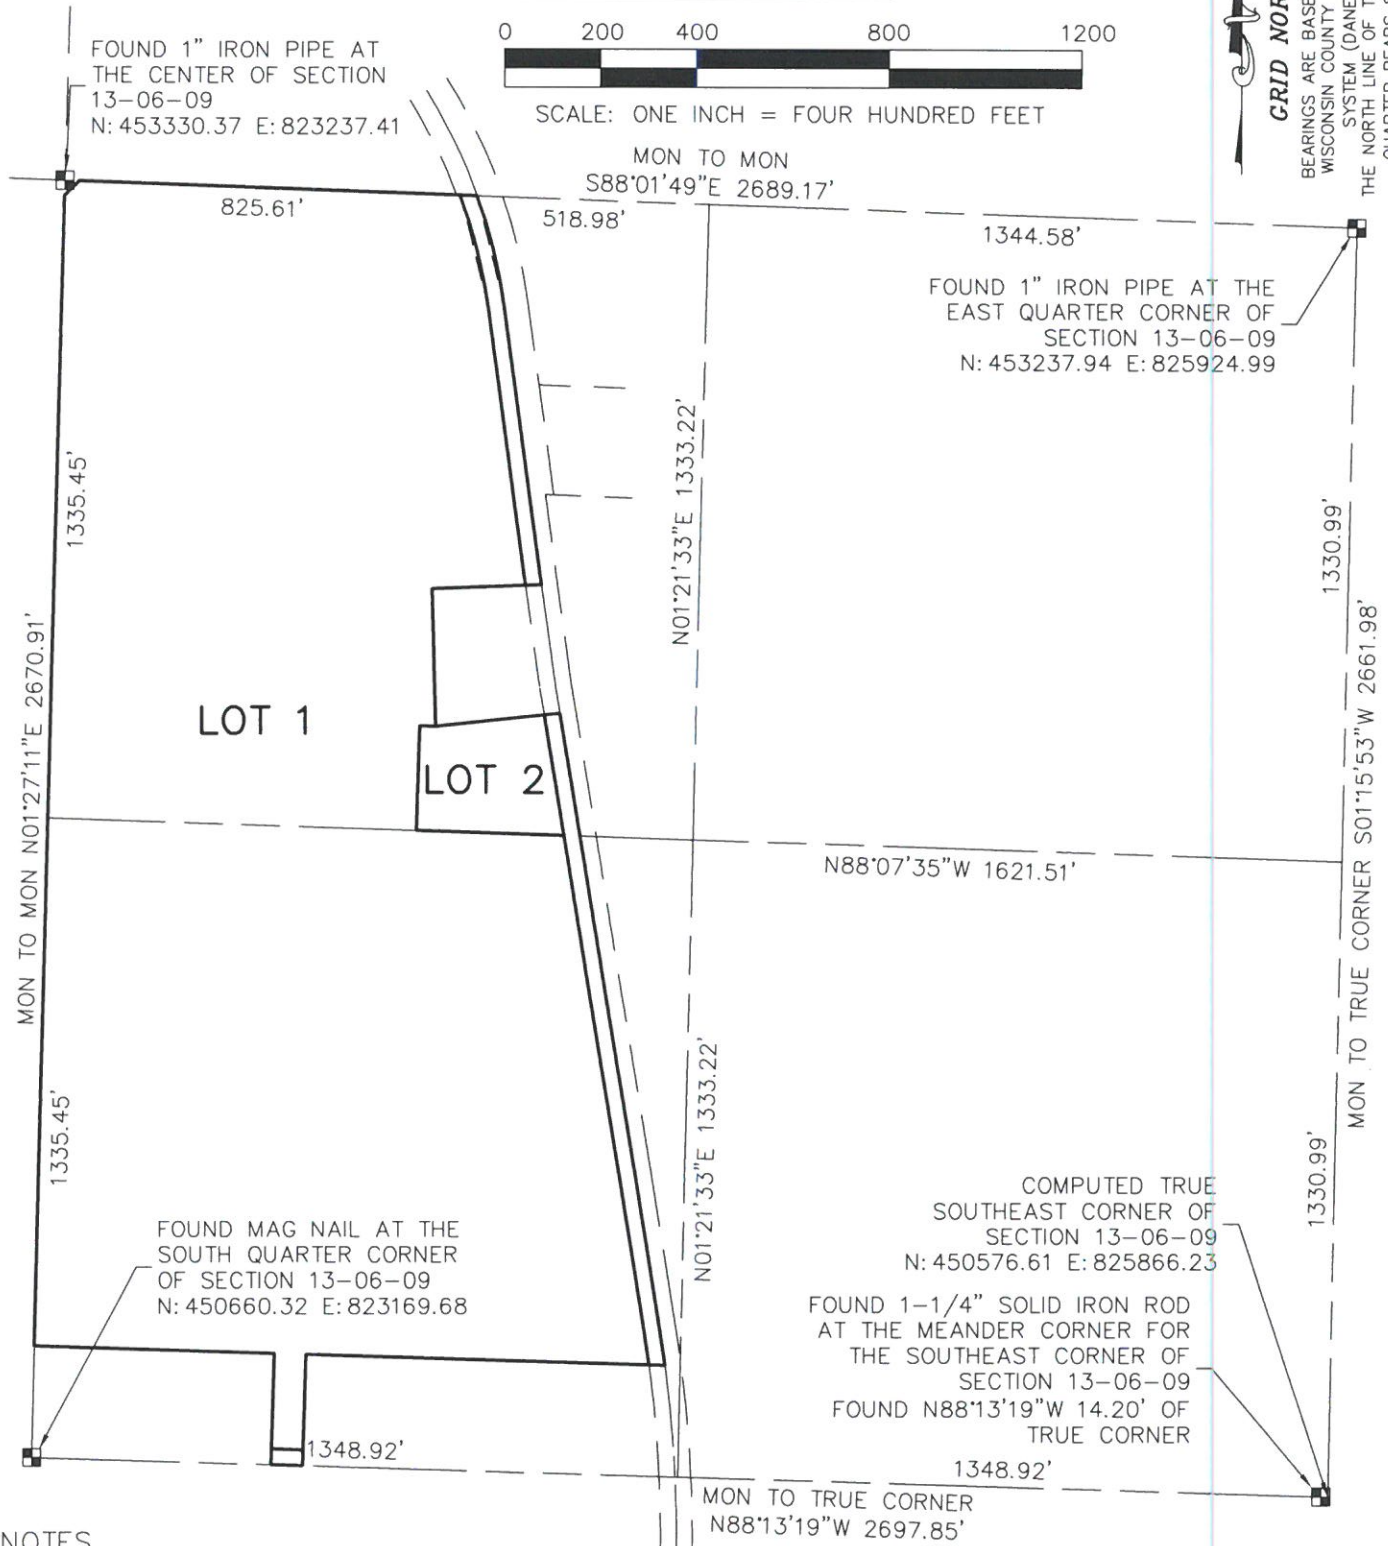 0 200 400 800 1200
SCALE: ONE INCH = FOUR HUNDRED FEET
FOUND 1" IRON PIPE AT
THE CENTER OF SECTION
13-06-09
N: 453330.37 E: 823237.41
GRID
BEARINGS ARE
WISCONSIN COUNTY
SYSTEM
THE NORTH LINE OF
MON TO MON
S88°01'49"E 2689.17'
825.61'
518.98'
1344.58'
FOUND 1" IRON PIPE AT THE
EAST QUARTER CORNER OF
SECTION 13-06-09
N: 453237.94 E: 825924.99
1335.45'
N01°21'33"E 1333.22'
1330.99'
MON TO MON N01°27'11"E 2670.91'
LOT 1
LOT 2
MON TO TRUE CORNER S01°15'53"W 2661.98'
N88°07'35"W 1621.51'
1335.45'
N01°21'33"E 1333.22'
1330.99'
FOUND MAG NAIL AT THE
SOUTH QUARTER CORNER
OF SECTION 13-06-09
N: 450660.32 E: 823169.68
COMPUTED TRUE
SOUTHEAST CORNER OF
SECTION 13-06-09
N: 450576.61 E: 825866.23
FOUND 1-1/4" SOLID IRON ROD
AT THE MEANDER CORNER FOR
THE SOUTHEAST CORNER OF
SECTION 13-06-09
FOUND N88°13'19"W 14.20' OF
TRUE CORNER
1348.92'
1348.92'
MON TO TRUE CORNER
N88°13'19"W 2697.85'
NOTES